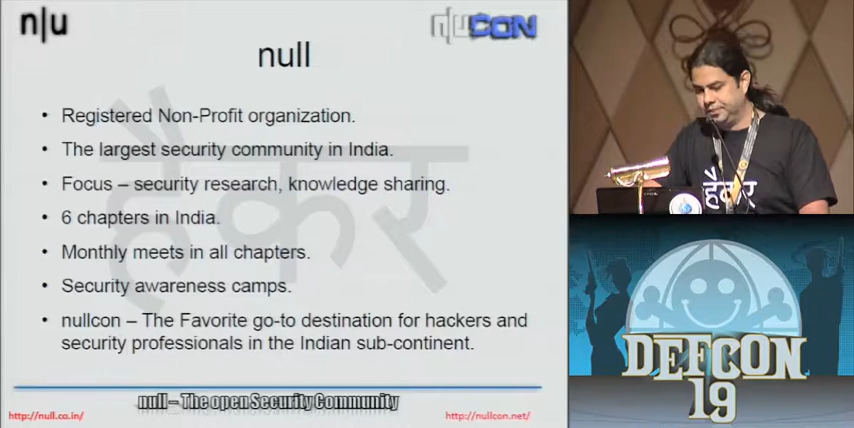 n|u
n|uCON
null
• Registered Non-Profit organization.
• The largest security community in India.
• Focus – security research, knowledge sharing.
• 6 chapters in India.
• Monthly meets in all chapters.
• Security awareness camps.
• nullcon – The Favorite go-to destination for hackers and
security professionals in the Indian sub-continent.
हैकर
null – The open Security Community
http://null.co.in/
http://nullcon.net/
हैकर
DEFCON
19